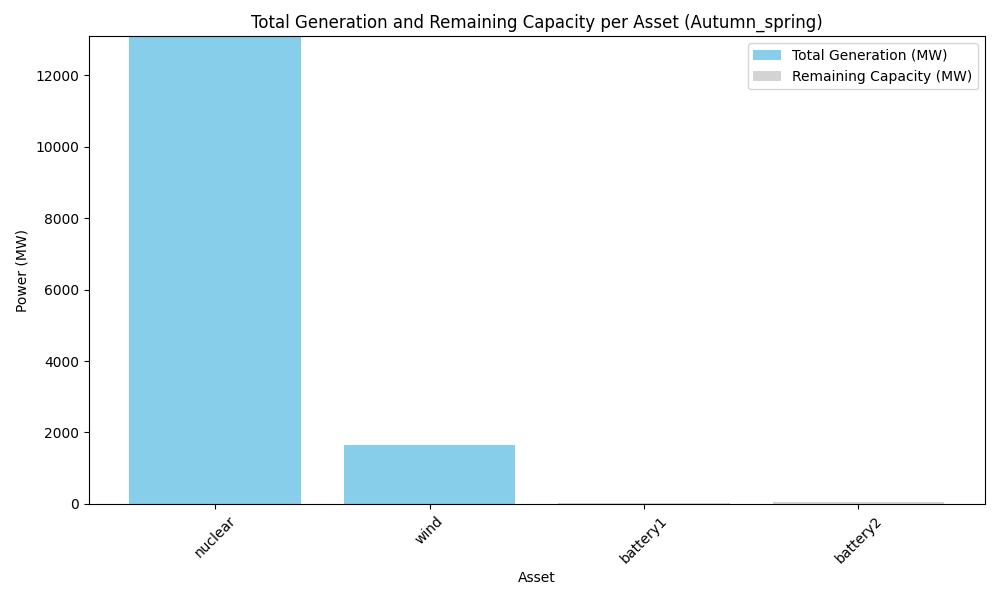 Total Generation and Remaining Capacity per Asset (Autumn_spring)
Total Generation (MW)
Remaining Capacity (MW)
12000
10000
8000
6000
4000
2000
0
Power (MW)
nuclear
wind
battery1
battery2
Asset